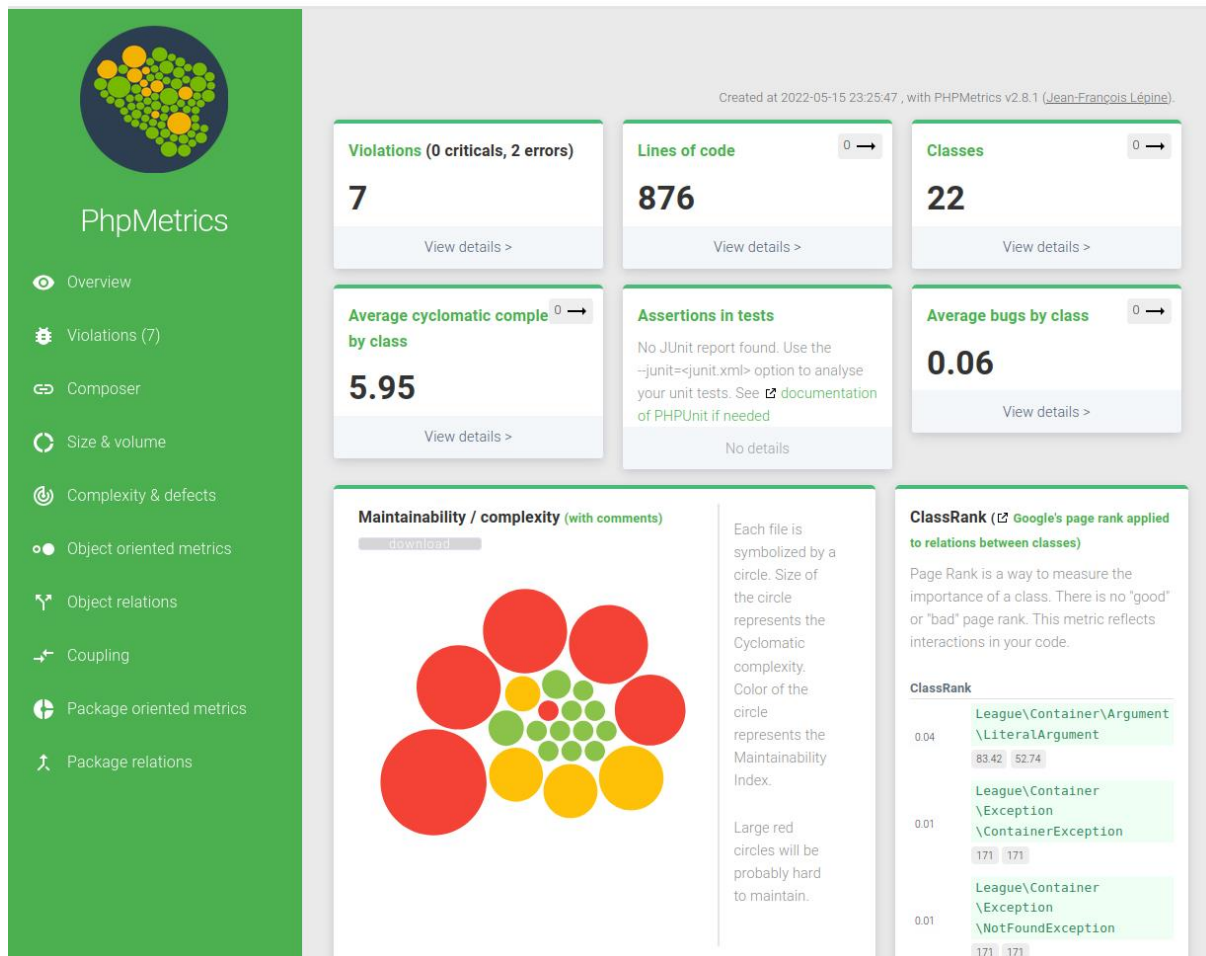 PhpMetrics
Overview
Violations (7)
Composer
Size & volume
Complexity & defects
Object oriented metrics
Object relations
Coupling
Package oriented metrics
Package relations
Created at 2022-05-15 23:25:47 , with PHPMetrics v2.8.1 (Jean-François Lépine).
Violations (0 criticals, 2 errors)
7
View details >
Lines of code
0
876
View details >
Classes
0
22
View details >
Average cyclomatic comple
0
by class
5.95
View details >
Assertions in tests
No JUnit report found. Use the
--junit=<junit.xml> option to analyse
your unit tests. See documentation
of PHPUnit if needed
No details
Average bugs by class
0
0.06
View details >
Maintainability / complexity (with comments)
download
Each file is
symbolized by a
circle. Size of
the circle
represents the
Cyclomatic
complexity.
Color of the
circle
represents the
Maintainability
Index.
Large red
circles will be
probably hard
to maintain.
ClassRank (Google's page rank applied
to relations between classes)
Page Rank is a way to measure the
importance of a class. There is no "good"
or "bad" page rank. This metric reflects
interactions in your code.
ClassRank
0.04
League\Container\Argument
\LiteralArgument
83.42 52.74
0.01
League\Container
\Exception
\ContainerException
171 171
0.01
League\Container
\Exception
\NotFoundException
171 171